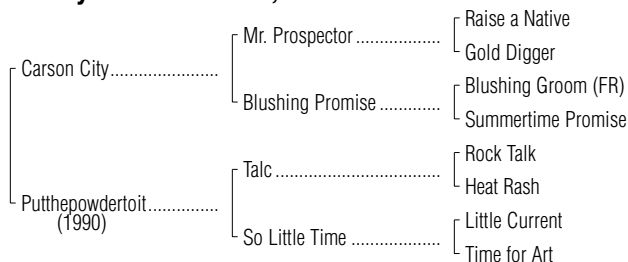 Raise a Native
Mr. Prospector ....................
Gold Digger
Carson City..........................
Blushing Groom (FR)
Blushing Promise ..............
Summertime Promise
Rock Talk
Talc .......................................
Heat Rash
Putthepowdertoit.................
(1990)
Little Current
So Little Time .....................
Time for Art